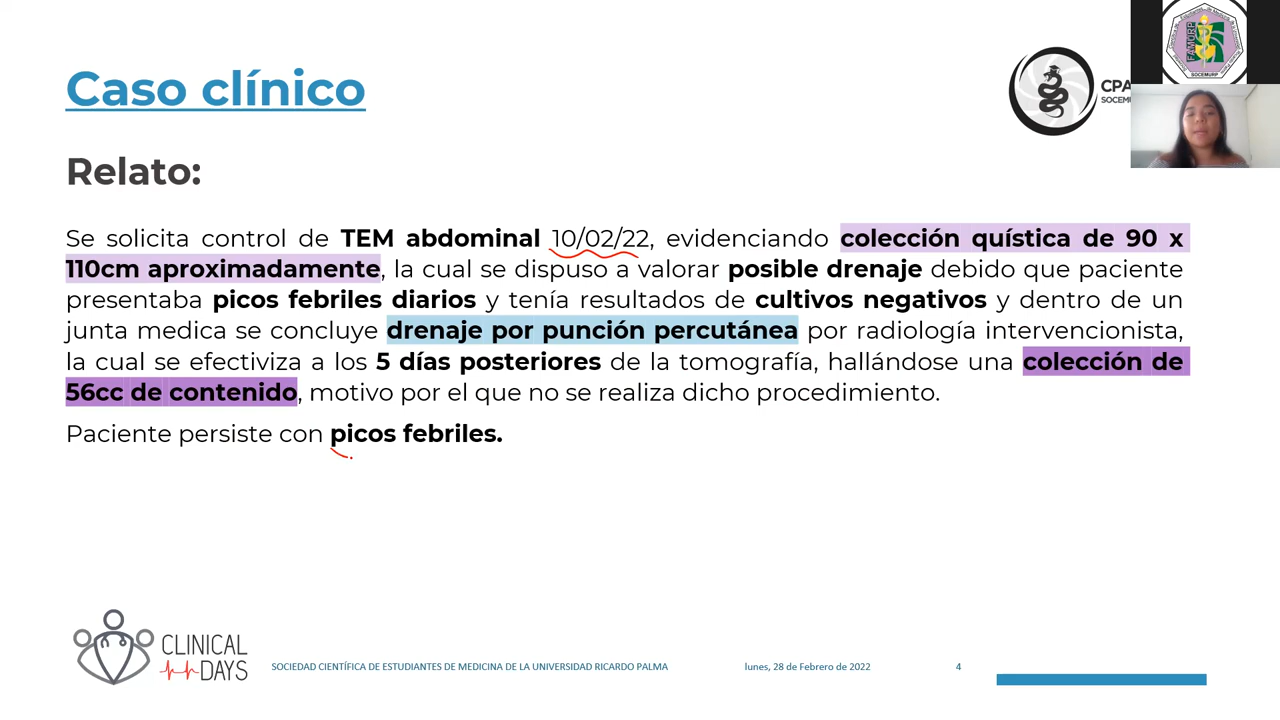 Caso clínico
CPA
SOCEMU
FAMURP
SOCEMURP
Relato:
Se solicita control de TEM abdominal 10/02/22, evidenciando colección quística de 90 x
110cm aproximadamente, la cual se dispuso a valorar posible drenaje debido que paciente
presentaba picos febriles diarios y tenía resultados de cultivos negativos y dentro de un
junta medica se concluye drenaje por punción percutánea por radiología intervencionista,
la cual se efectiviza a los 5 días posteriores de la tomografía, hallándose una colección de
56cc de contenido, motivo por el que no se realiza dicho procedimiento.
Paciente persiste con picos febriles.
CLINICAL
DAYS
SOCIEDAD CIENTÍFICA DE ESTUDIANTES DE MEDICINA DE LA UNIVERSIDAD RICARDO PALMA
lunes, 28 de Febrero de 2022
4